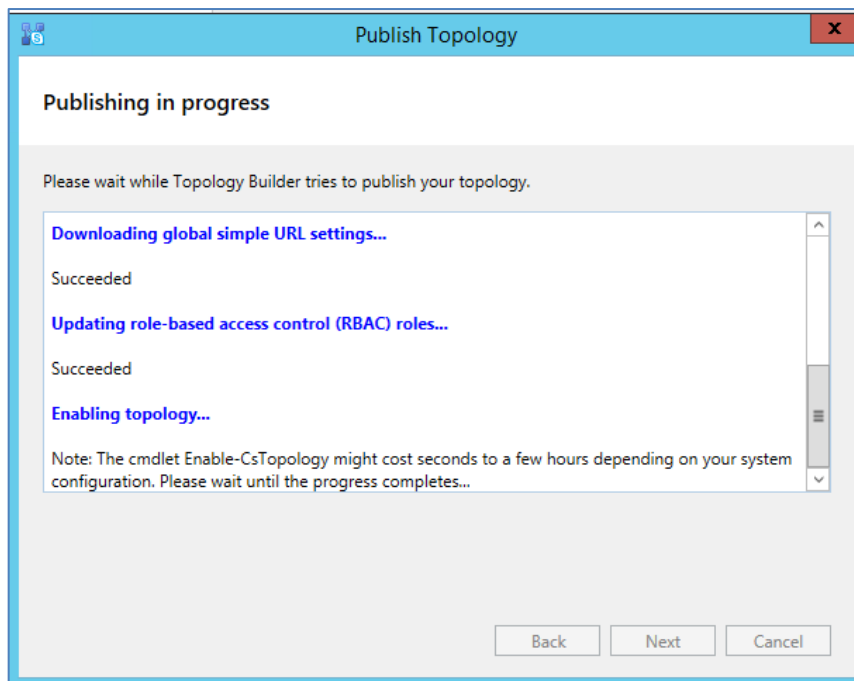 Publish Topology
x
Publishing in progress
Please wait while Topology Builder tries to publish your topology.
Downloading global simple URL settings...
Succeeded
Updating role-based access control (RBAC) roles...
Succeeded
Enabling topology...
Note: The cmdlet Enable-CsTopology might cost seconds to a few hours depending on your system
configuration. Please wait until the progress completes...
Back Next Cancel